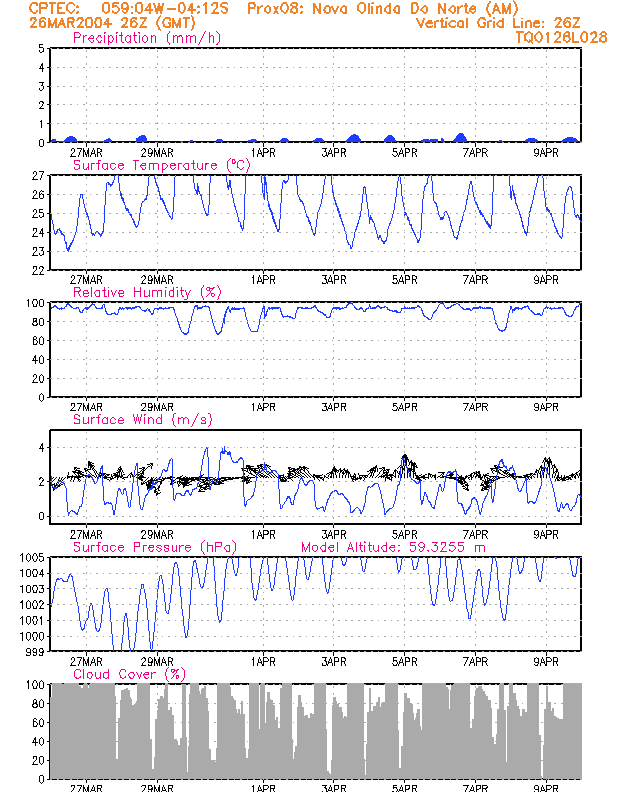 CPTEC: 059:04W-04:12S Prox08: Nova Olinda Do Norte (AM)
26MAR2004 26Z (GMT) Vertical Grid Line: 26Z
TQ0126L028
Precipitation (mm/h)
5
4
3
2
1
0
27MAR 29MAR 1APR 3APR 5APR 7APR 9APR
Surface Temperature (°C)
27
26
25
24
23
22
27MAR 29MAR 1APR 3APR 5APR 7APR 9APR
Relative Humidity (%)
100
80
60
40
20
0
27MAR 29MAR 1APR 3APR 5APR 7APR 9APR
Surface Wind (m/s)
4
2
0
27MAR 29MAR 1APR 3APR 5APR 7APR 9APR
Surface Pressure (hPa) Model Altitude: 59.3255 m
1005
1004
1003
1002
1001
1000
999
27MAR 29MAR 1APR 3APR 5APR 7APR 9APR
Cloud Cover (%)
100
80
60
40
20
0
27MAR 29MAR 1APR 3APR 5APR 7APR 9APR